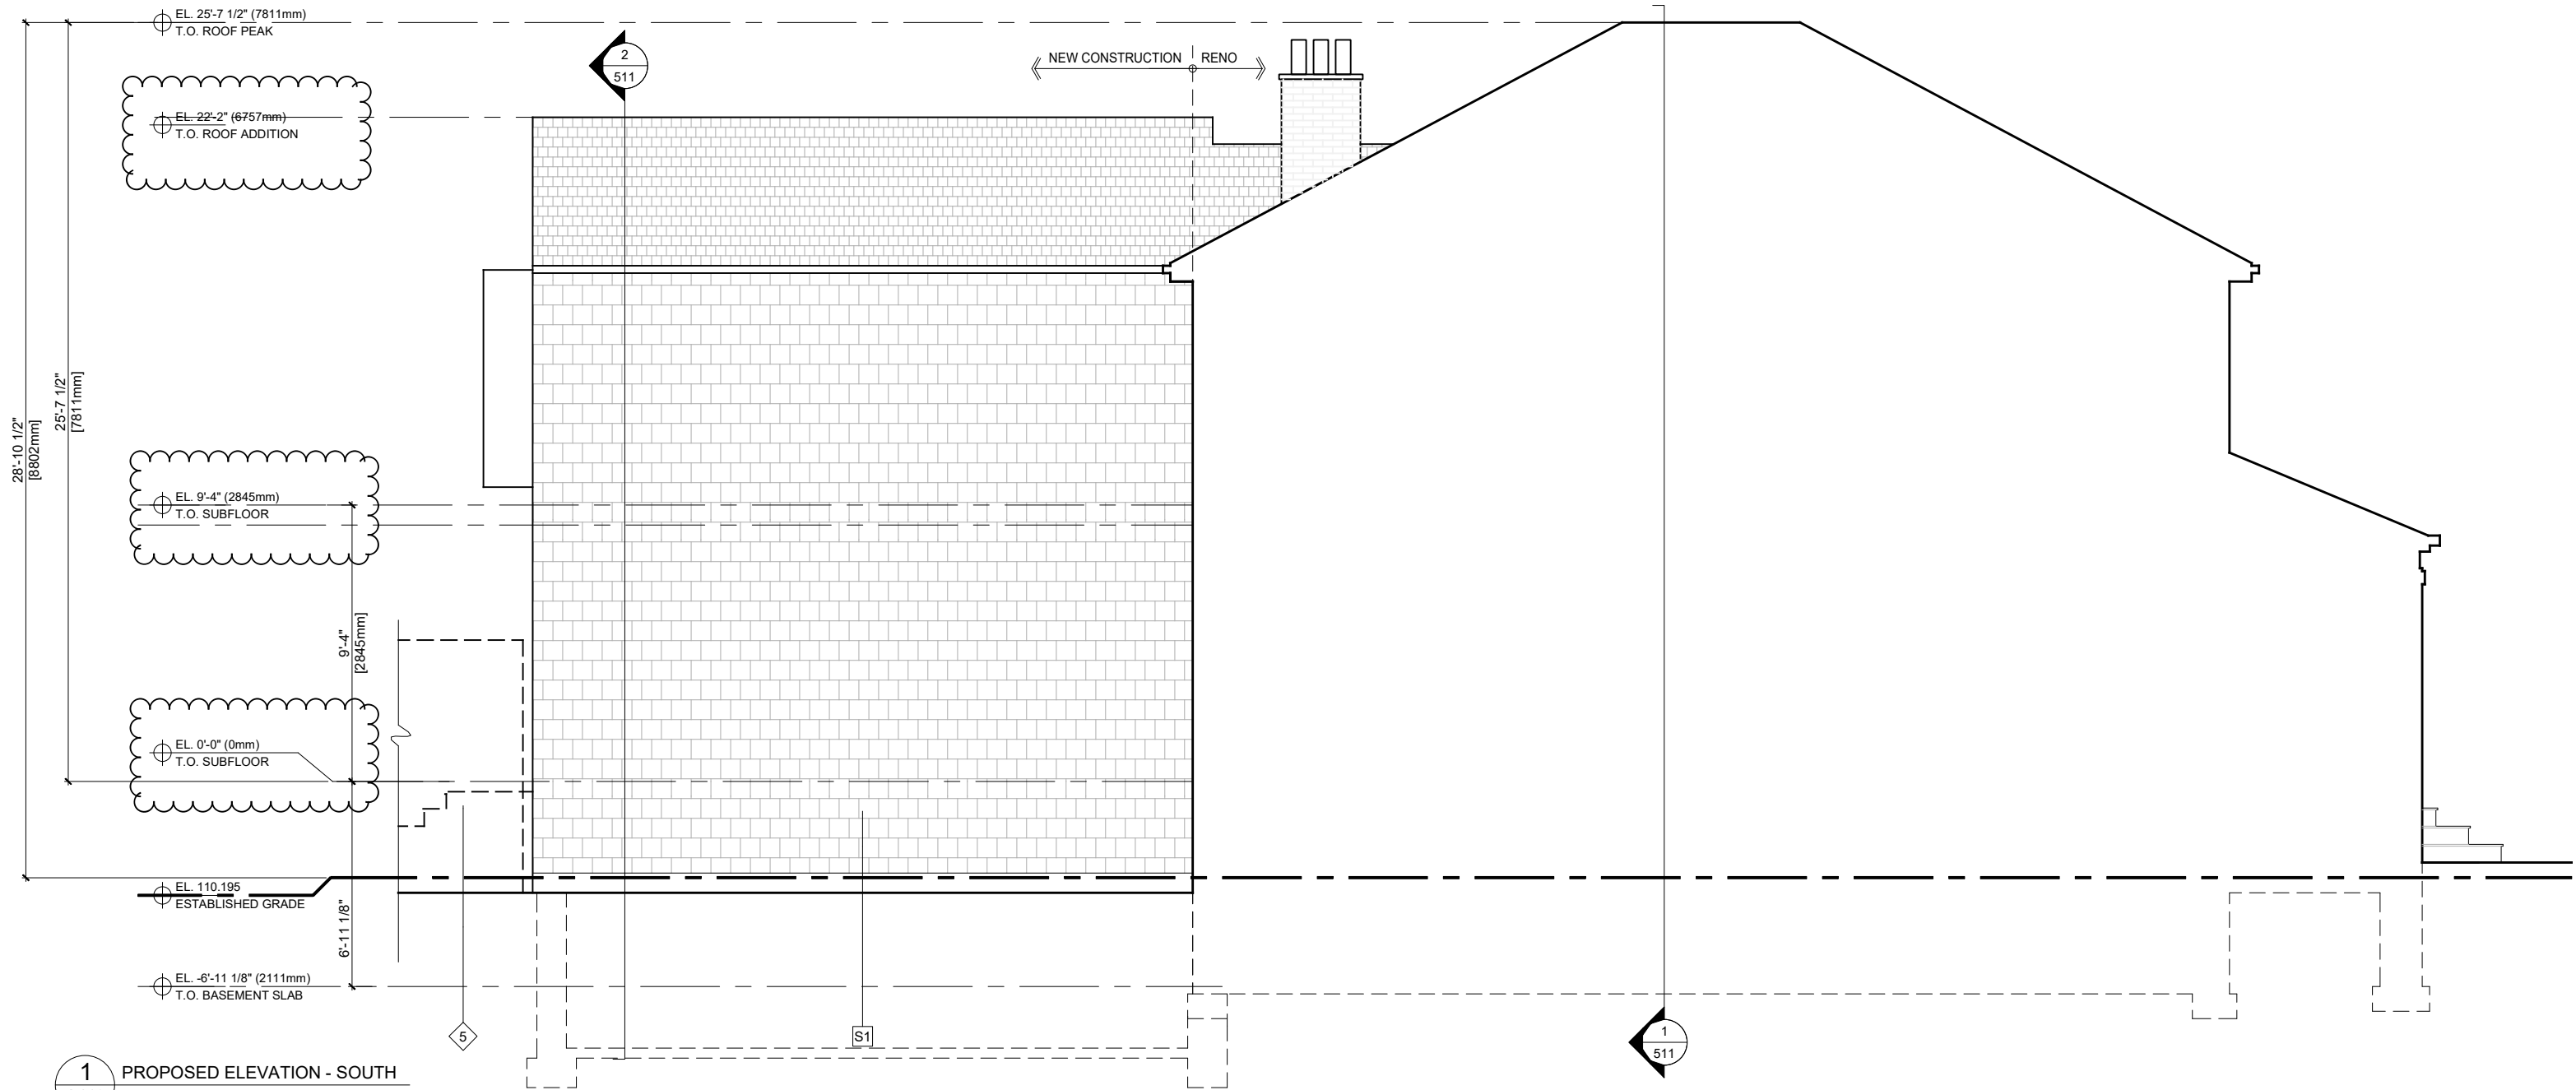 EL. 25'-7 1/2" (7811mm)
T.O. ROOF PEAK
2
511
NEW CONSTRUCTION
RENO
EL. 22'-2" (6757mm)
T.O. ROOF ADDITION
28'-10 1/2"
[8802mm]
25'-7 1/2"
[7811mm]
EL. 9'-4" (2845mm)
T.O. SUBFLOOR
9'-4"
[2845mm]
EL. 0'-0" (0mm)
T.O. SUBFLOOR
EL. 110.195
ESTABLISHED GRADE
6'-11 1/8"
EL. -6'-11 1/8" (2111mm)
T.O. BASEMENT SLAB
5
S1
1
511
1
PROPOSED ELEVATION - SOUTH